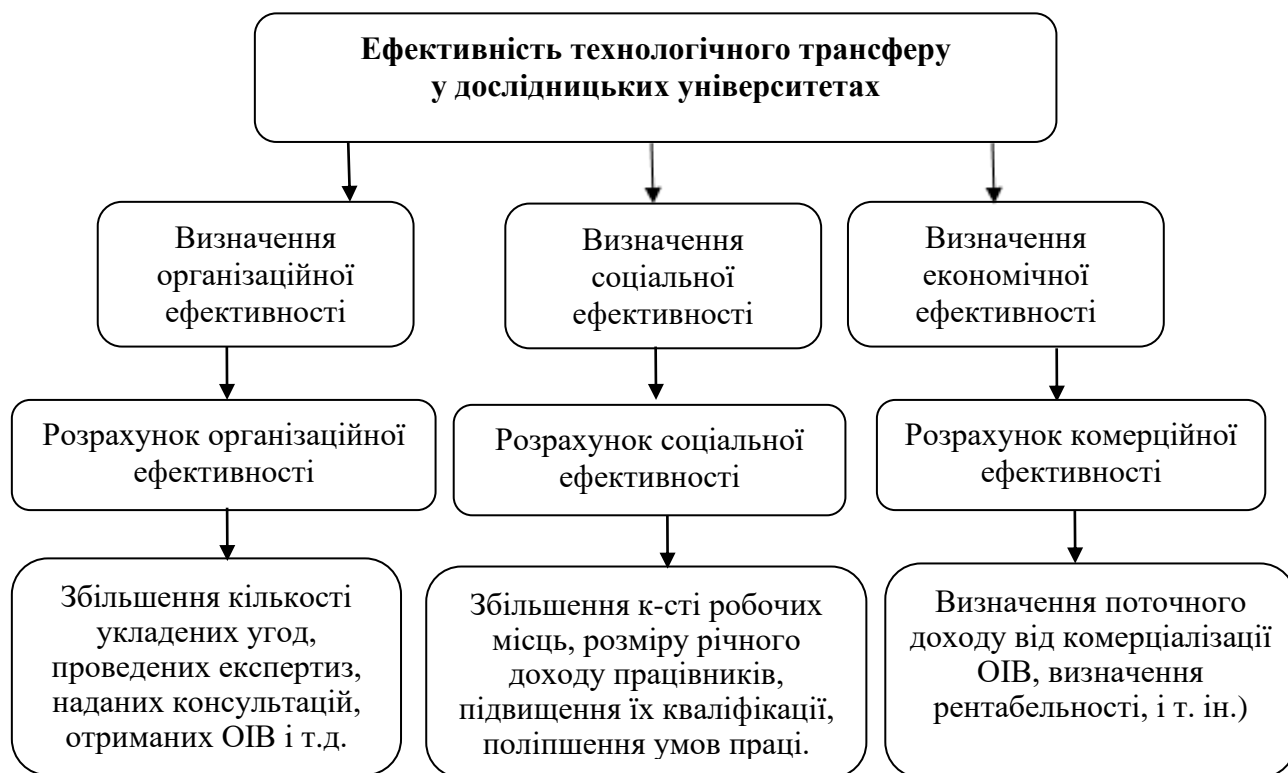 Ефективність технологічного трансферу
у дослідницьких університетах
Визначення
організаційної
ефективності
Визначення
соціальної
ефективності
Визначення
економічної
ефективності
Розрахунок організаційної
ефективності
Розрахунок соціальної
ефективності
Розрахунок комерційної
ефективності
Збільшення кількості
укладених угод,
проведених експертиз,
наданих консультацій,
отриманих ОІВ і т.д.
Збільшення к-сті робочих
місць, розміру річного
доходу працівників,
підвищення їх кваліфікації,
поліпшення умов праці.
Визначення поточного
доходу від комерціалізації
ОІВ, визначення
рентабельності, і т. ін.)